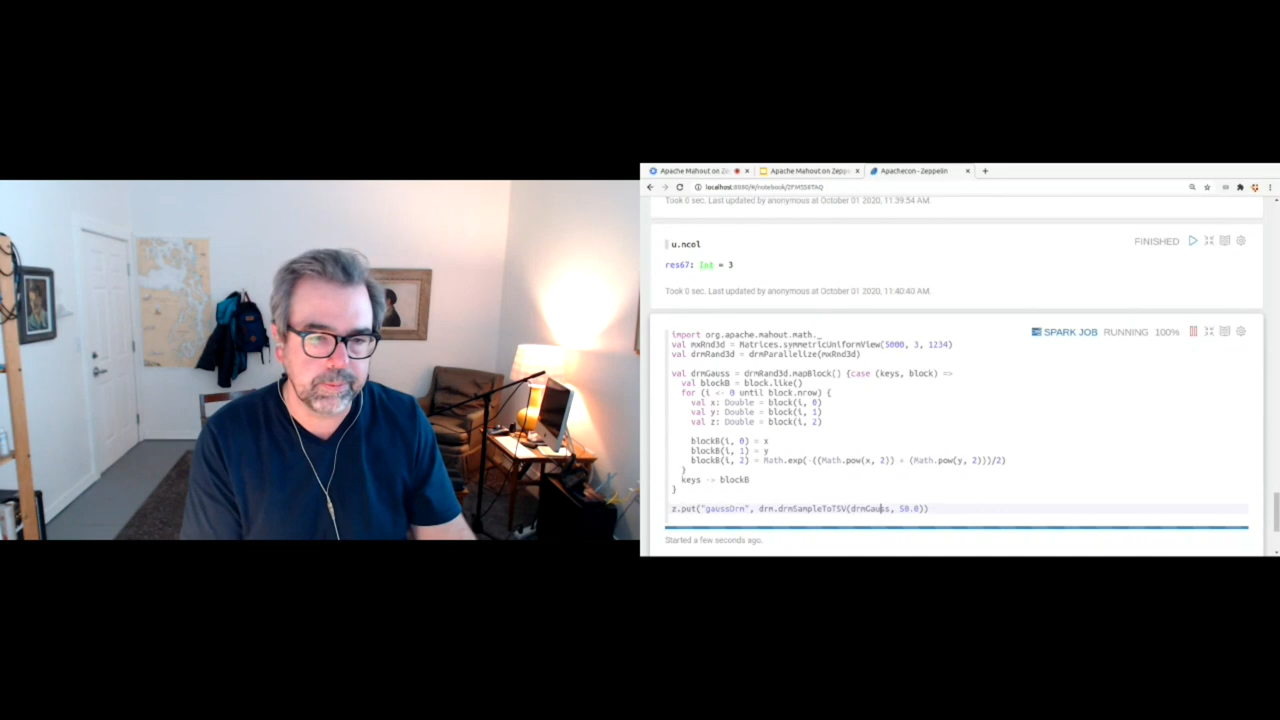 Apache Mahout on Ze
Apache Mahout on Zepp
Apachecon - Zeppelin
localhost:8080/#/notebook/2FMS58TAQ
Took 0 sec. Last updated by anonymous at October 01 2020, 11:39:54 AM.
u.ncol
FINISHED
res67: Int = 3
Took 0 sec. Last updated by anonymous at October 01 2020, 11:40:40 AM.
SPARK JOB RUNNING 100%
import org.apache.mahout.math._
val mxRnd3d = Matrices.symmetricUniformView(5000, 3, 1234)
val drmRand3d = drmParallelize(mxRnd3d)
val drmGauss = drmRand3d.mapBlock() {case (keys, block) =>
val blockB = block.like()
for (i <- 0 until block.nrow) {
val x: Double = block(i, 0)
val y: Double = block(i, 1)
val z: Double = block(i, 2)
blockB(i, 0) = x
blockB(i, 1) = y
blockB(i, 2) = Math.exp(-((Math.pow(x, 2)) + (Math.pow(y, 2)))/2)
}
keys -> blockB
}
z.put("gaussDrm", drm.drmSampleToTSV(drmGauss, 50.0))
Started a few seconds ago.